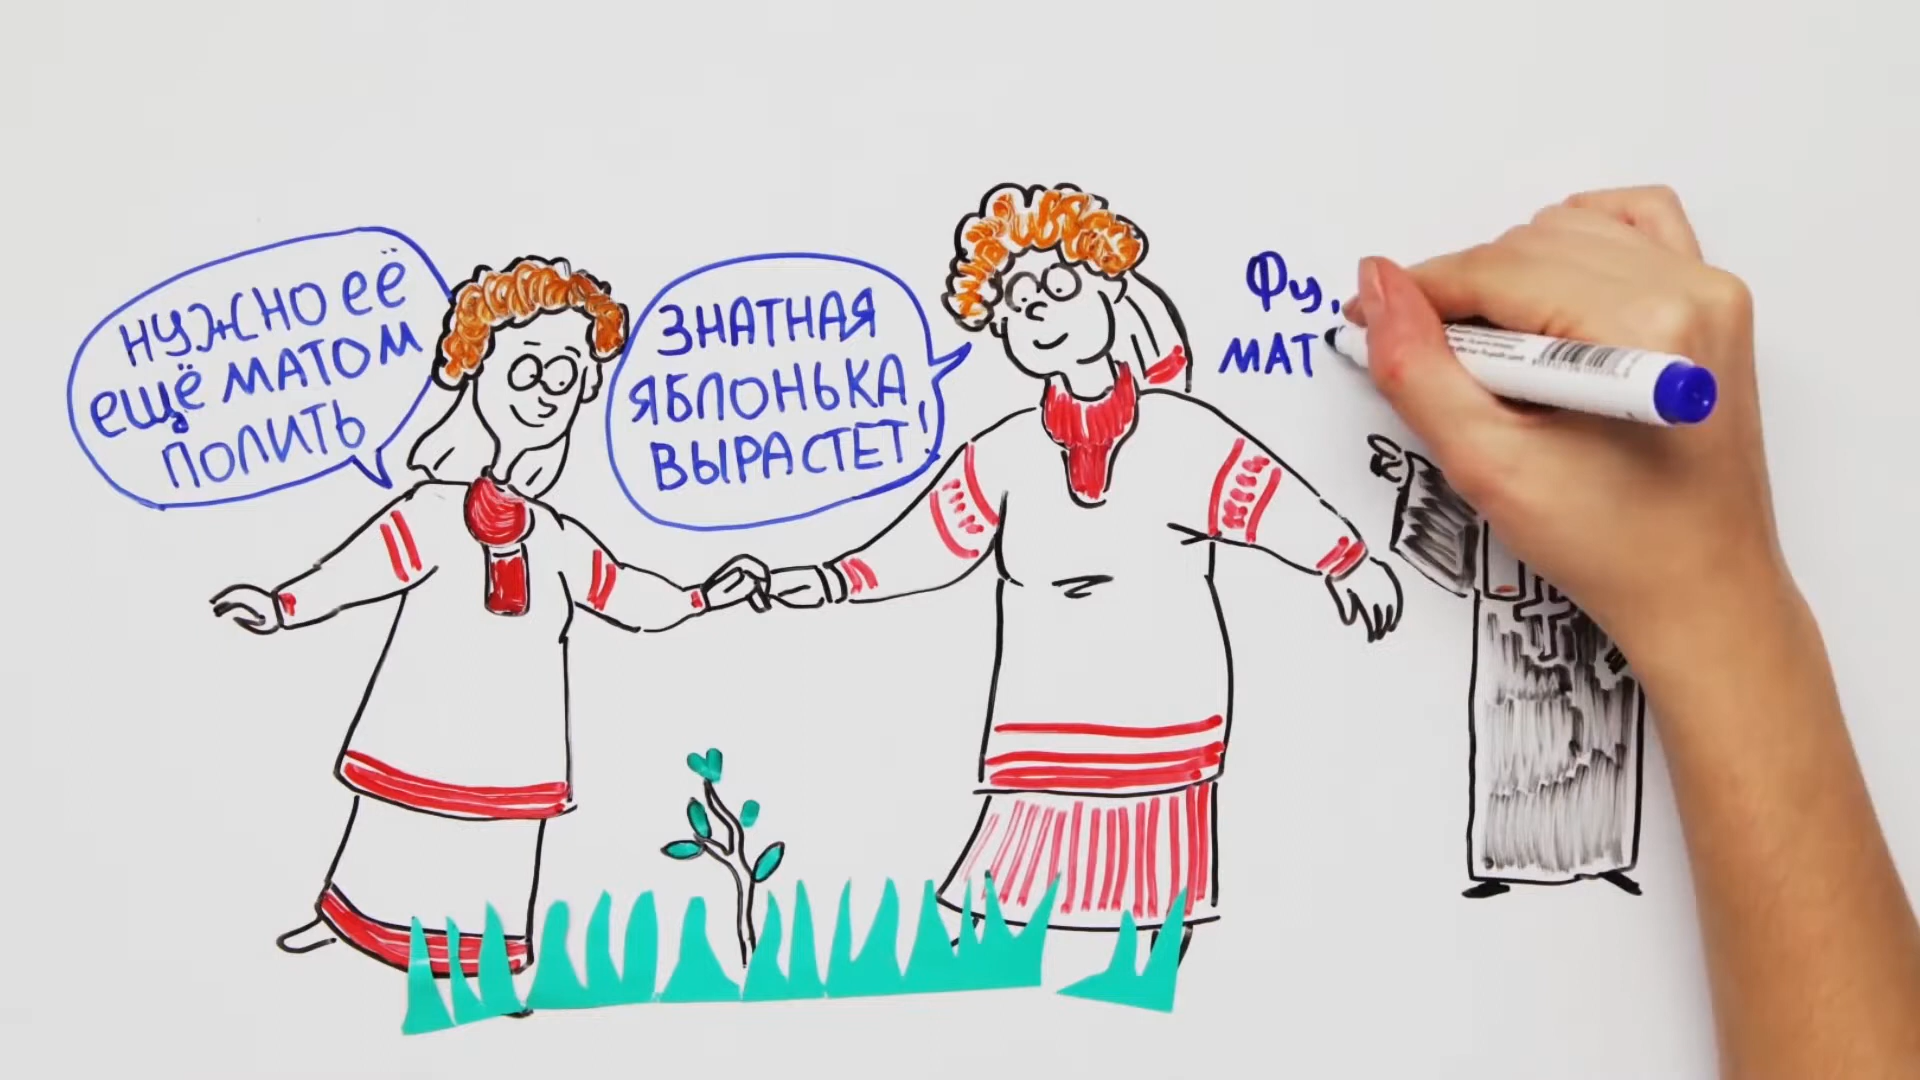 НУЖНО ЕЁ
ЕЩЁ МАТОМ
ПОЛИТЬ
ЗНАТНАЯ
ЯБЛОНЬКА
ВЫРАСТЕТ!
Фу,
МАТ